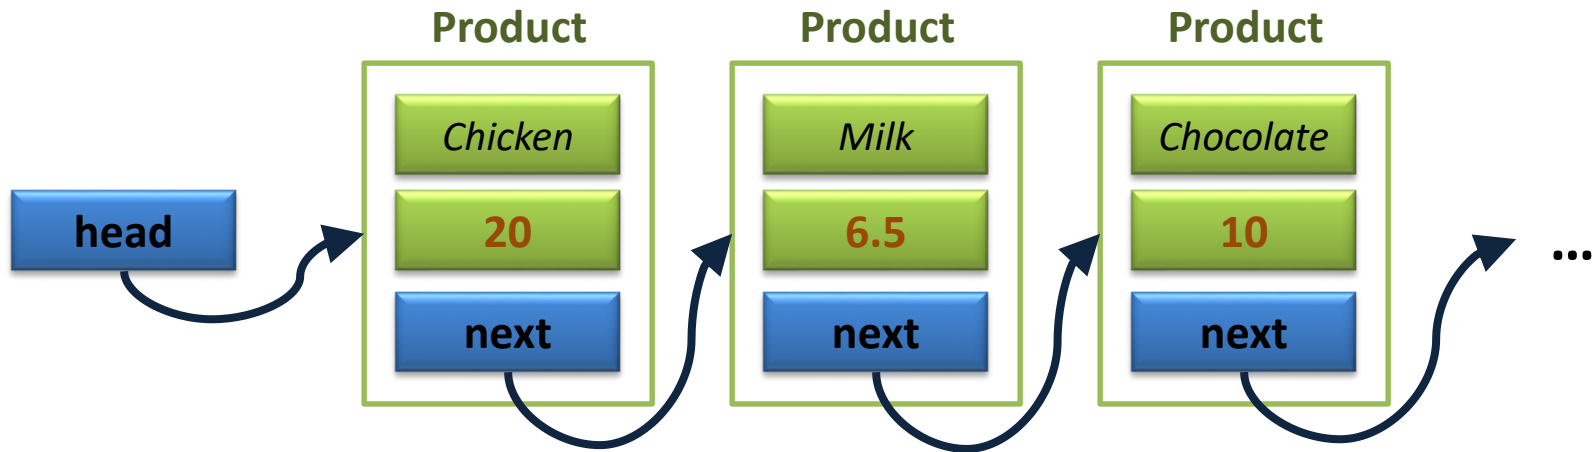 Product
Product
Product
head
Chicken
20
next
Milk
6.5
next
Chocolate
10
next
...